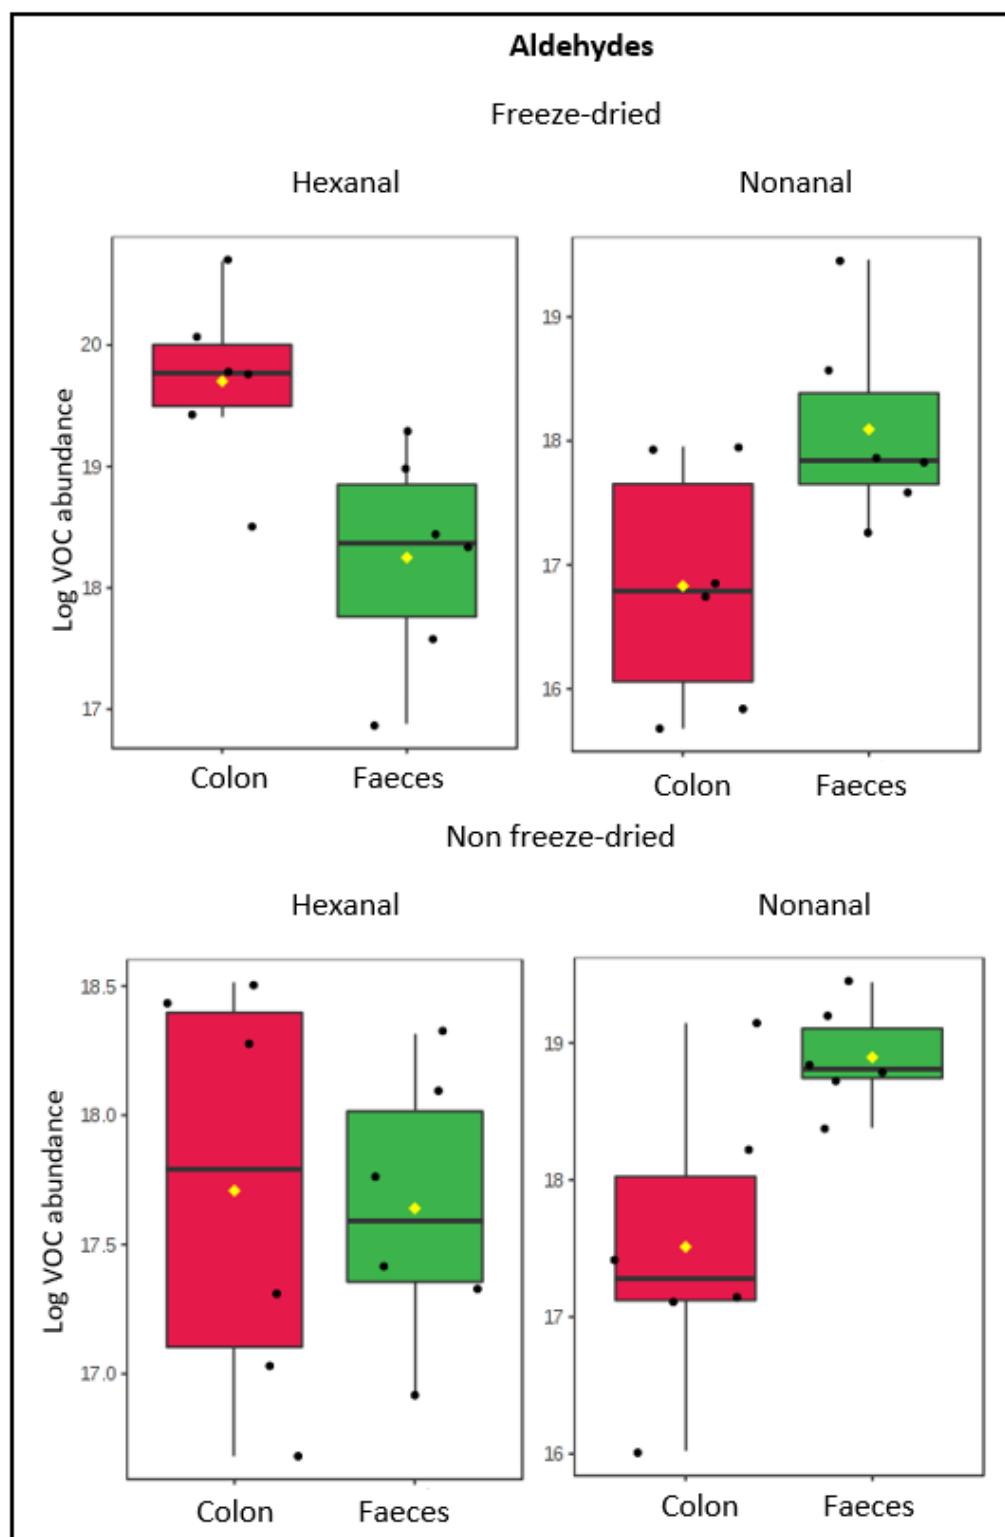 Aldehydes
Freeze-dried
Hexanal
Nonanal
Log VOC abundance
20
19
18
17
19
18
17
16
Colon
Faeces
Colon
Faeces
Non freeze-dried
Hexanal
Nonanal
Log VOC abundance
18.5
18.0
17.5
17.0
19
18
17
16
Colon
Faeces
Colon
Faeces